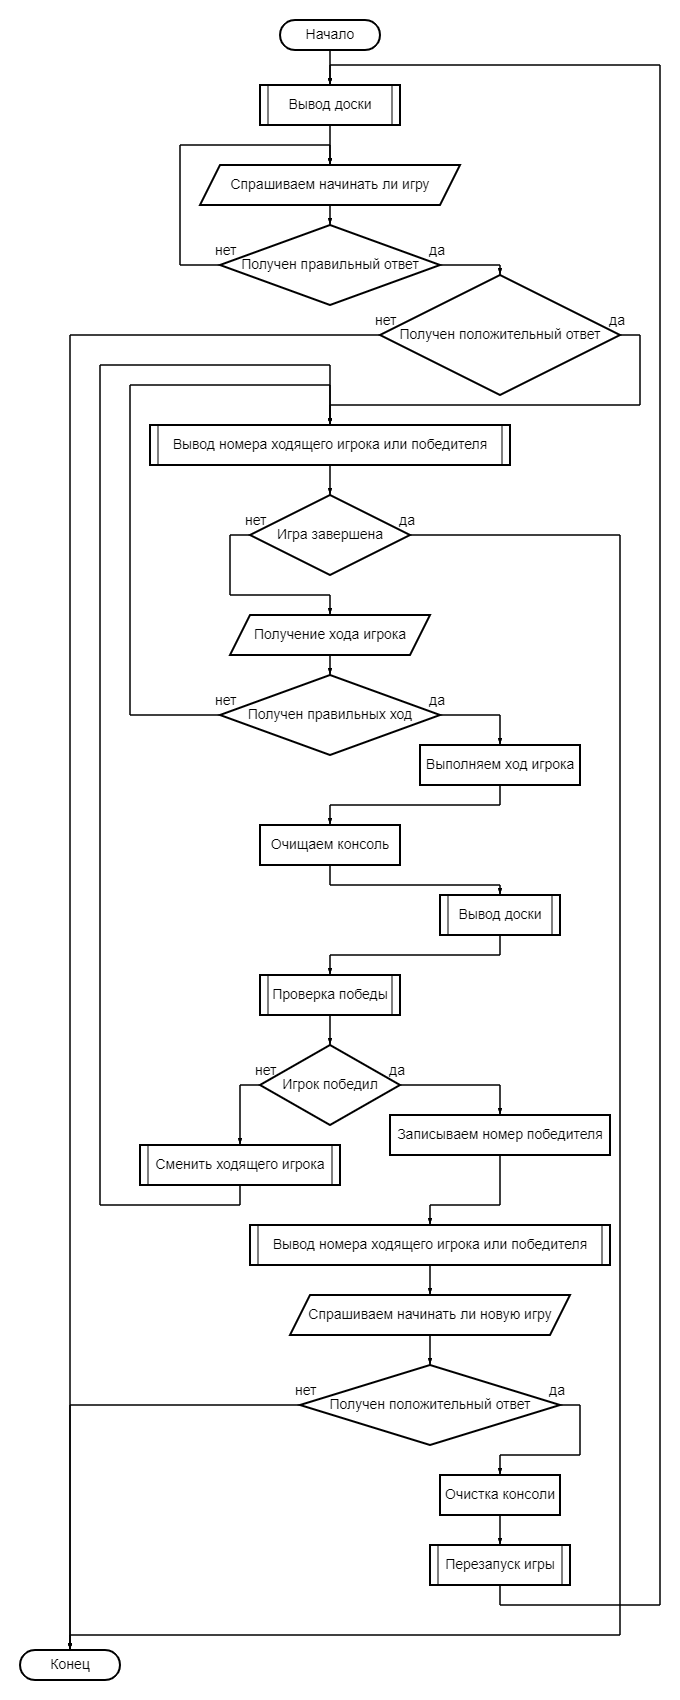 Начало
Вывод доски
Спрашиваем начинать ли игру
нет
да
Получен правильный ответ
нет
да
Получен положительный ответ
Вывод номера ходящего игрока или победителя
нет
да
Игра завершена
Получение хода игрока
нет
да
Получен правильных ход
Выполняем ход игрока
Очищаем консоль
Вывод доски
Проверка победы
нет
да
Игрок победил
Записываем номер победителя
Сменить ходящего игрока
Вывод номера ходящего игрока или победителя
Спрашиваем начинать ли новую игру
нет
да
Получен положительный ответ
Очистка консоли
Перезапуск игры
Конец